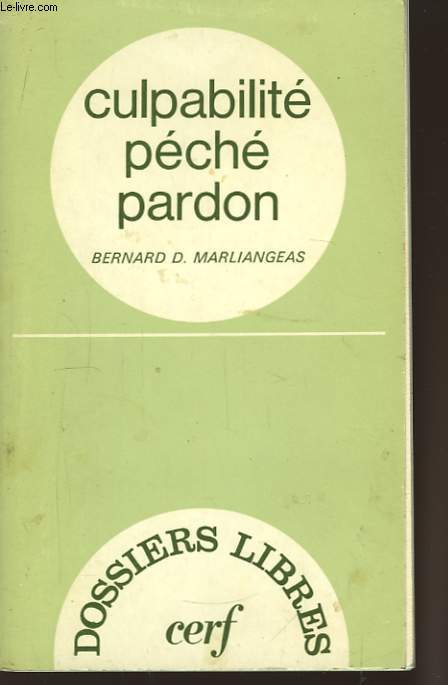 Le-livre.com
culpabilité
péché
pardon
BERNARD D. MARLIANGEAS
DOSSIERS LIBRES
cerf